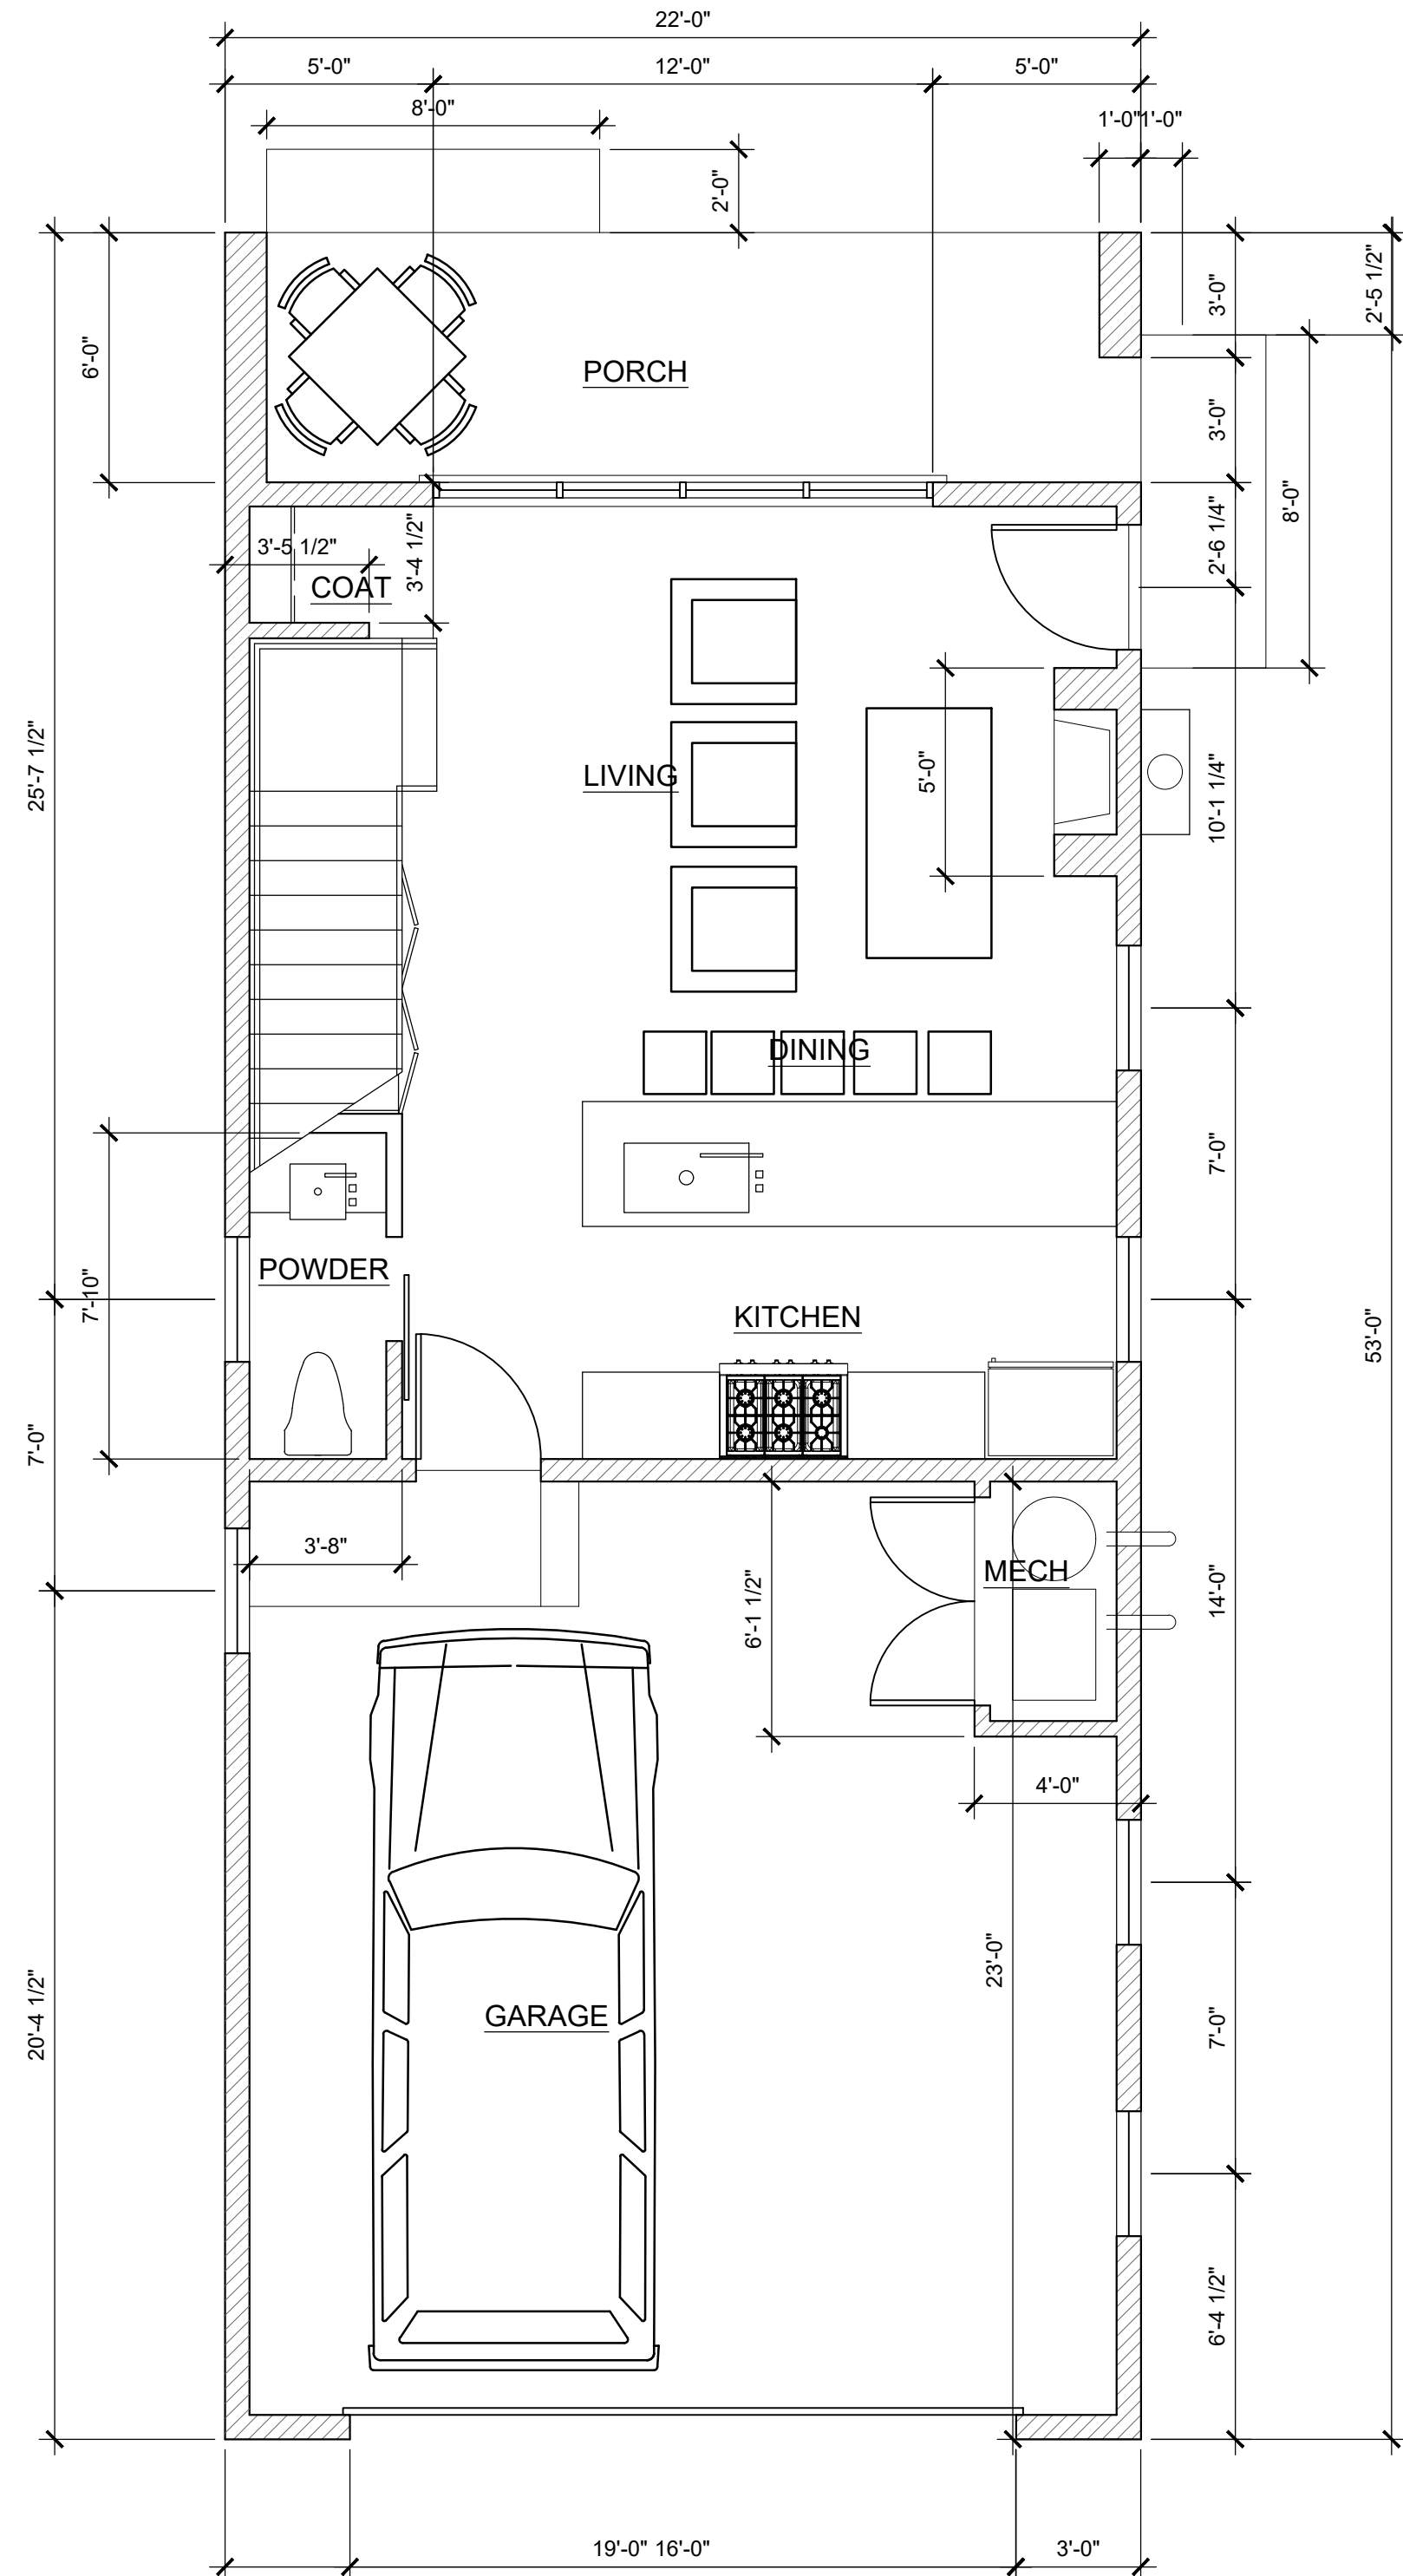 22'-0"
5'-0" 12'-0" 5'-0"
8'-0" 1'-0" 1'-0"
2'-0"
2'-5 1/2"
3'-0"
6'-0"
PORCH
3'-0"
8'-0"
2'-6 1/4"
3'-5 1/2"
3'-4 1/2"
COAT
25'-7 1/2"
LIVING
5'-0"
10'-1 1/4"
DINING
7'-0"
POWDER
7'-10"
KITCHEN
53'-0"
7'-0"
3'-8"
MECH
6'-1 1/2"
14'-0"
4'-0"
23'-0"
GARAGE
20'-4 1/2"
7'-0"
6'-4 1/2"
19'-0" 16'-0" 3'-0"